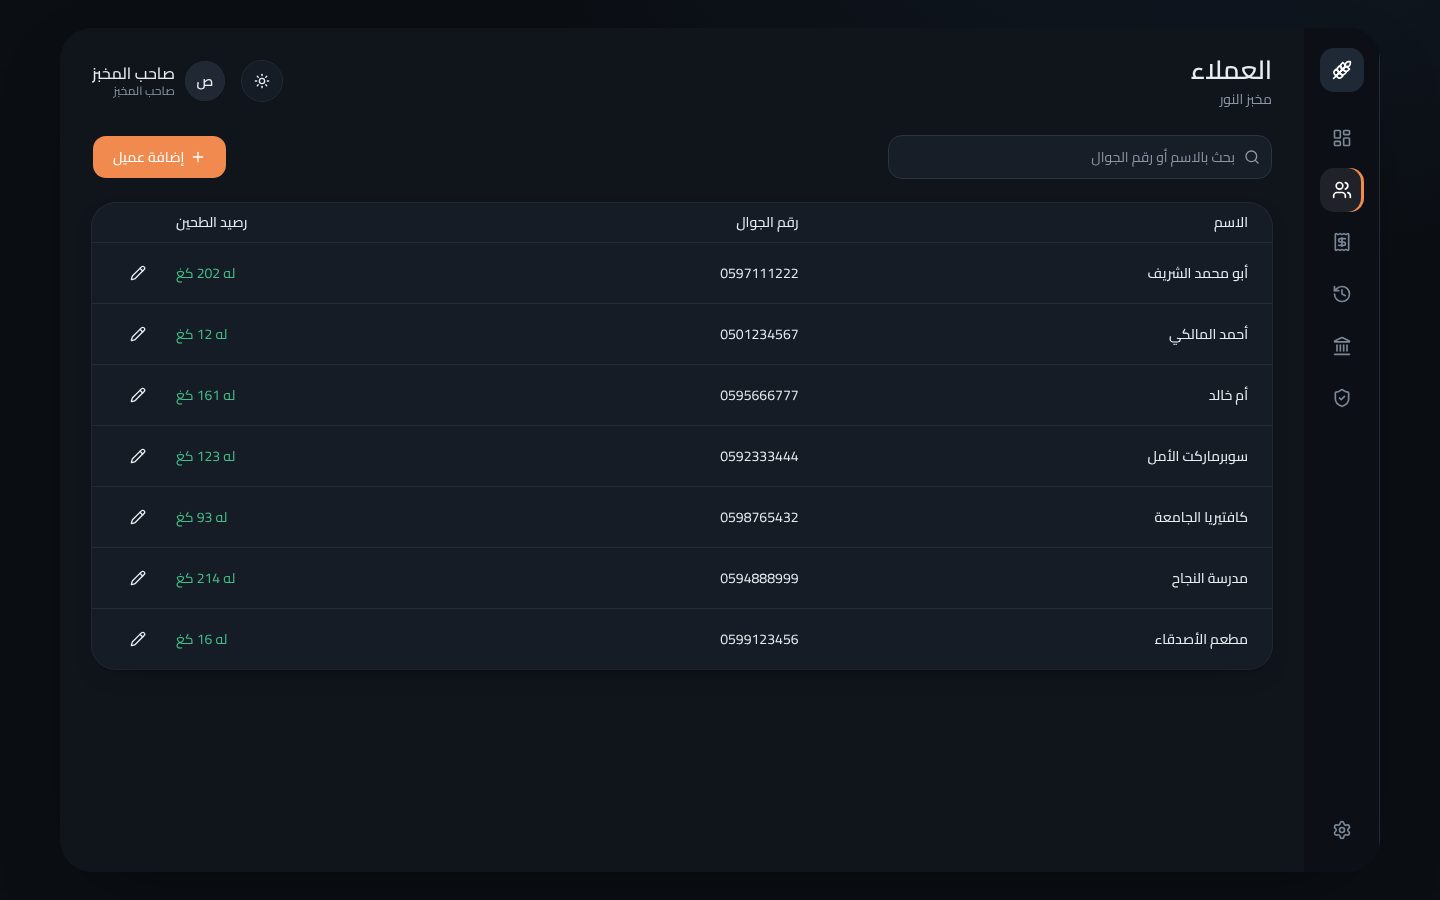 العملاء
مخبز النور
ص
صاحب المخبز
صاحب المخبز
بحث بالاسم أو رقم الجوال
إضافة عميل
الاسم رقم الجوال رصيد الطحين
أبو محمد الشريف 0597111222 له 202 كغ
أحمد المالكي 0501234567 له 12 كغ
أم خالد 0595666777 له 161 كغ
سوبرماركت الأمل 0592333444 له 123 كغ
كافتيريا الجامعة 0598765432 له 93 كغ
مدرسة النجاح 0594888999 له 214 كغ
مطعم الأصدقاء 0599123456 له 16 كغ